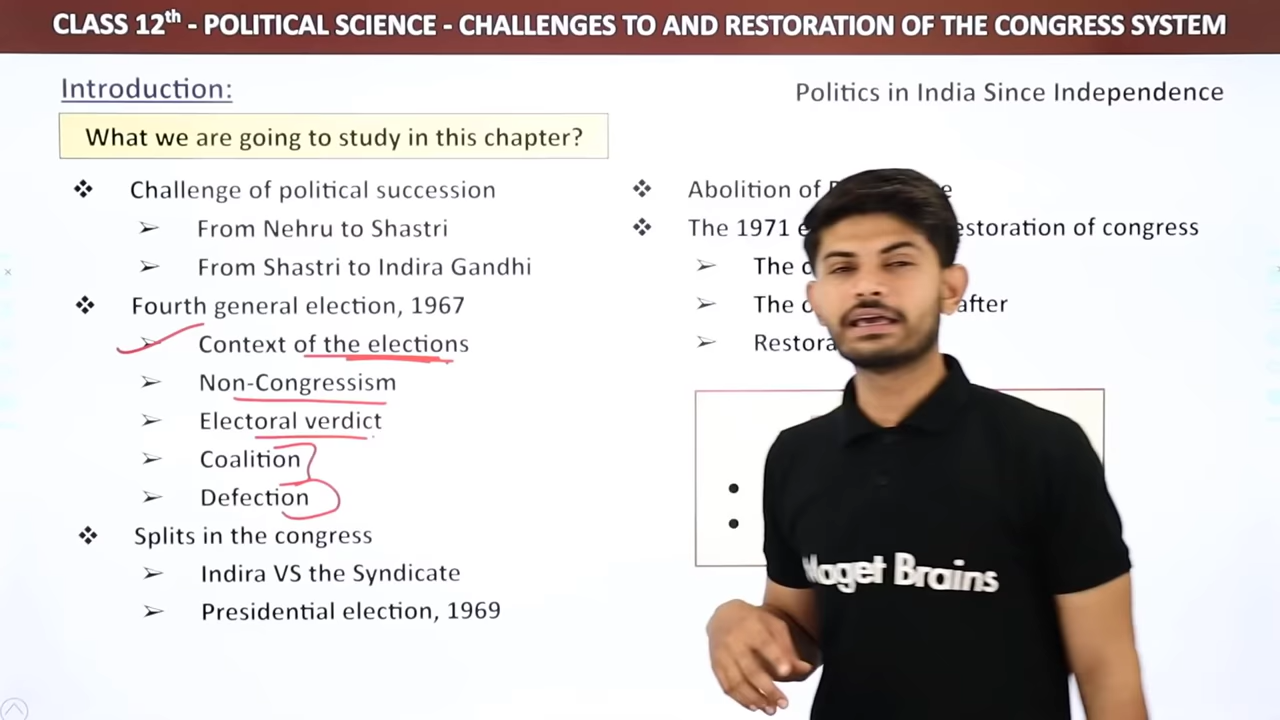 CLASS 12th - POLITICAL SCIENCE - CHALLENGES TO AND RESTORATION OF THE CONGRESS SYSTEM
Introduction:
Politics in India Since Independence
What we are going to study in this chapter?
❖ Challenge of political succession
➢ From Nehru to Shastri
➢ From Shastri to Indira Gandhi
❖ Fourth general election, 1967
➢ Context of the elections
➢ Non-Congressism
➢ Electoral verdict
➢ Coalition
➢ Defection
❖ Splits in the congress
➢ Indira VS the Syndicate
➢ Presidential election, 1969
❖ Abolition of
❖ The 1971 restoration of congress
➢ The
➢ The after
➢
Maget Brains